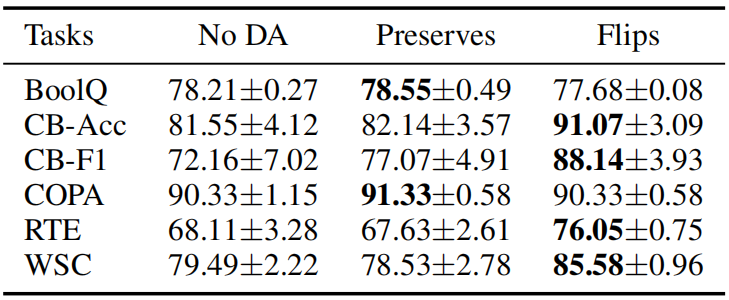 Tasks No DA Preserves Flips
BoolQ 78.21±0.27 78.55±0.49 77.68±0.08
CB-Acc 81.55±4.12 82.14±3.57 91.07±3.09
CB-F1 72.16±7.02 77.07±4.91 88.14±3.93
COPA 90.33±1.15 91.33±0.58 90.33±0.58
RTE 68.11±3.28 67.63±2.61 76.05±0.75
WSC 79.49±2.22 78.53±2.78 85.58±0.96